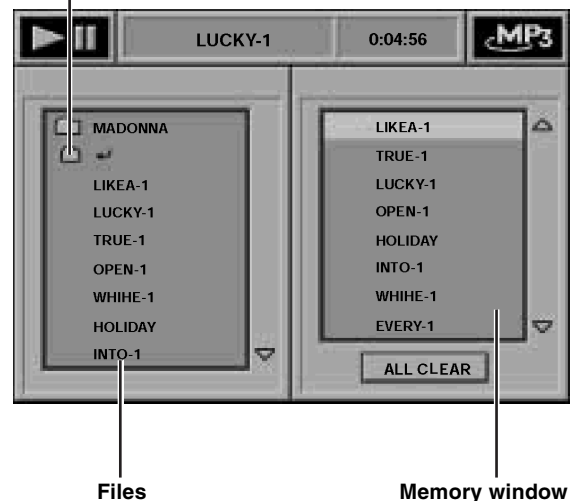 LUCKY-1 0:04:56 MP3
MADONNA
LIKEA-1
LUCKY-1
TRUE-1
OPEN-1
WHIHE-1
HOLIDAY
INTO-1
LIKEA-1
TRUE-1
LUCKY-1
OPEN-1
HOLIDAY
INTO-1
WHIHE-1
EVERY-1
ALL CLEAR
Files Memory window